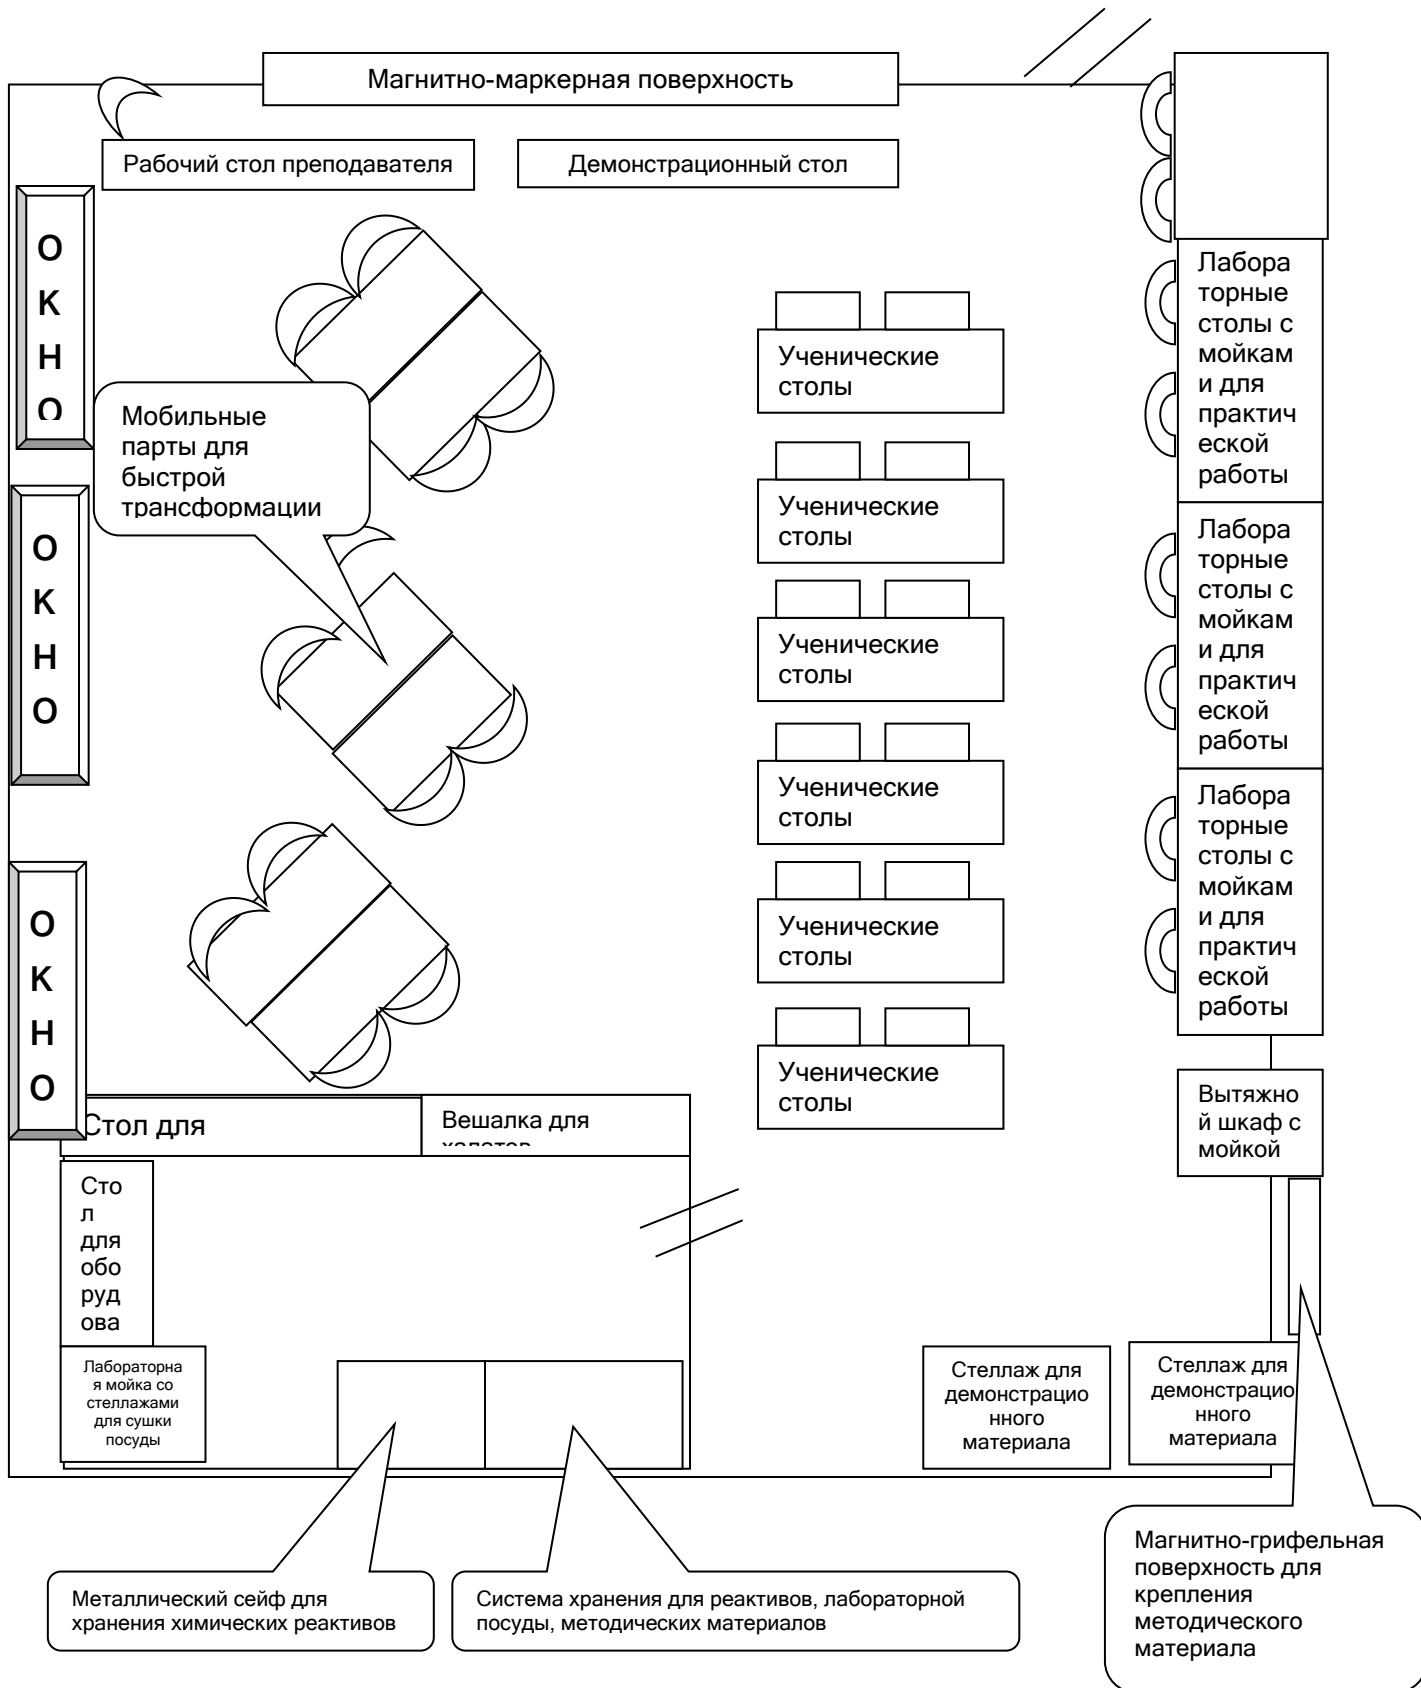 Магнитно-маркерная поверхность
Рабочий стол преподавателя
Демонстрационный стол
О
К
Н
О
Мобильные
парты для
быстрой
трансформации
О
К
Н
О
О
К
Н
О
Ученические
столы
Ученические
столы
Ученические
столы
Ученические
столы
Ученические
столы
Ученические
столы
Лабора
торные
столы с
мойкам
и для
практич
еской
работы
Лабора
торные
столы с
мойкам
и для
практич
еской
работы
Лабора
торные
столы с
мойкам
и для
практич
еской
работы
Вытяжно
й шкаф с
мойкой
Стол для
Вешалка для
Сто
л
для
обо
руд
ова
Лабораторна
я мойка со
стеллажами
для сушки
посуды
Стеллаж для
демонстрацио
нного
материала
Стеллаж для
демонстрацио
нного
материала
Металлический сейф для
хранения химических реактивов
Система хранения для реактивов, лабораторной
посуды, методических материалов
Магнитно-грифельная
поверхность для
крепления
методического
материала